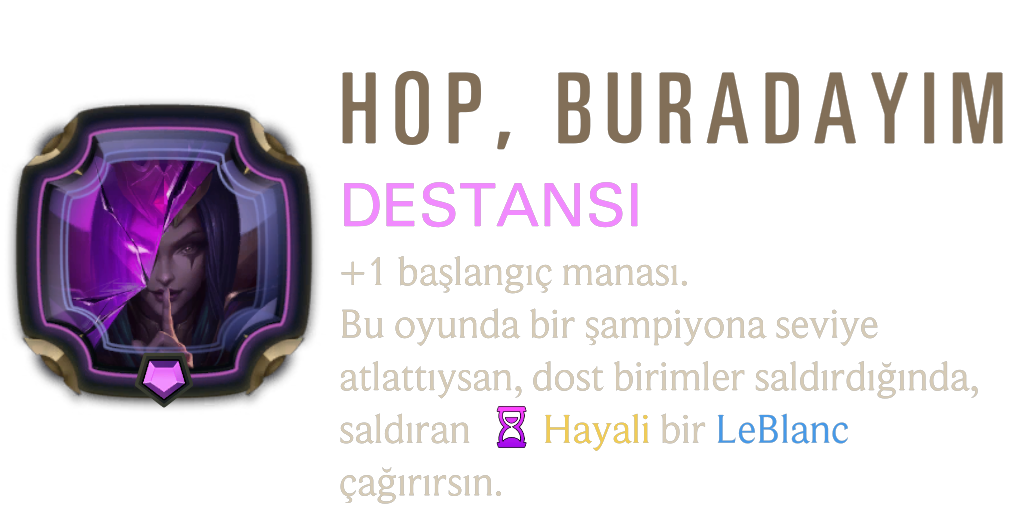 HOP, BURADAYIM
DESTANSI
+1 başlangıç manası.
Bu oyunda bir şampiyona seviye
atlattıysan, dost birimler saldırdığında,
saldıran Hayali bir LeBlanc
çağırırsın.